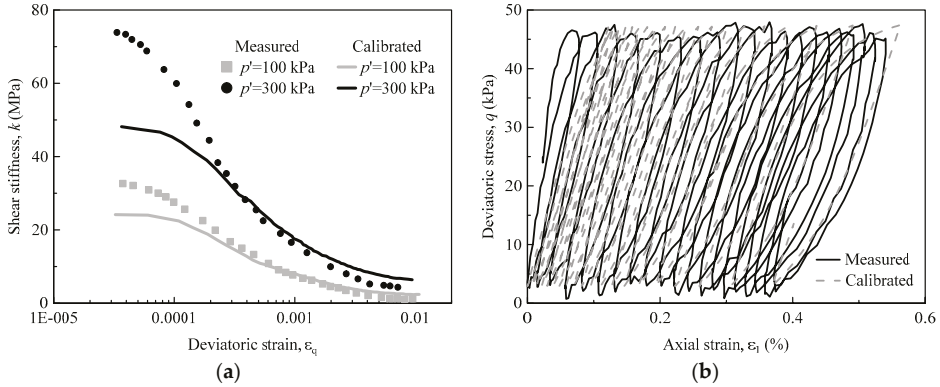 80
60
40
20
0
Shear stiffness, k (MPa)
1E-005
0.0001
0.001
0.01
Deviatoric strain, εq
Measured
Calibrated
p'=100 kPa
p'=100 kPa
p'=300 kPa
p'=300 kPa
(a)
50
40
30
20
10
0
Deviatoric stress, q (kPa)
0
0.2
0.4
0.6
Axial strain, ε1 (%)
Measured
Calibrated
(b)